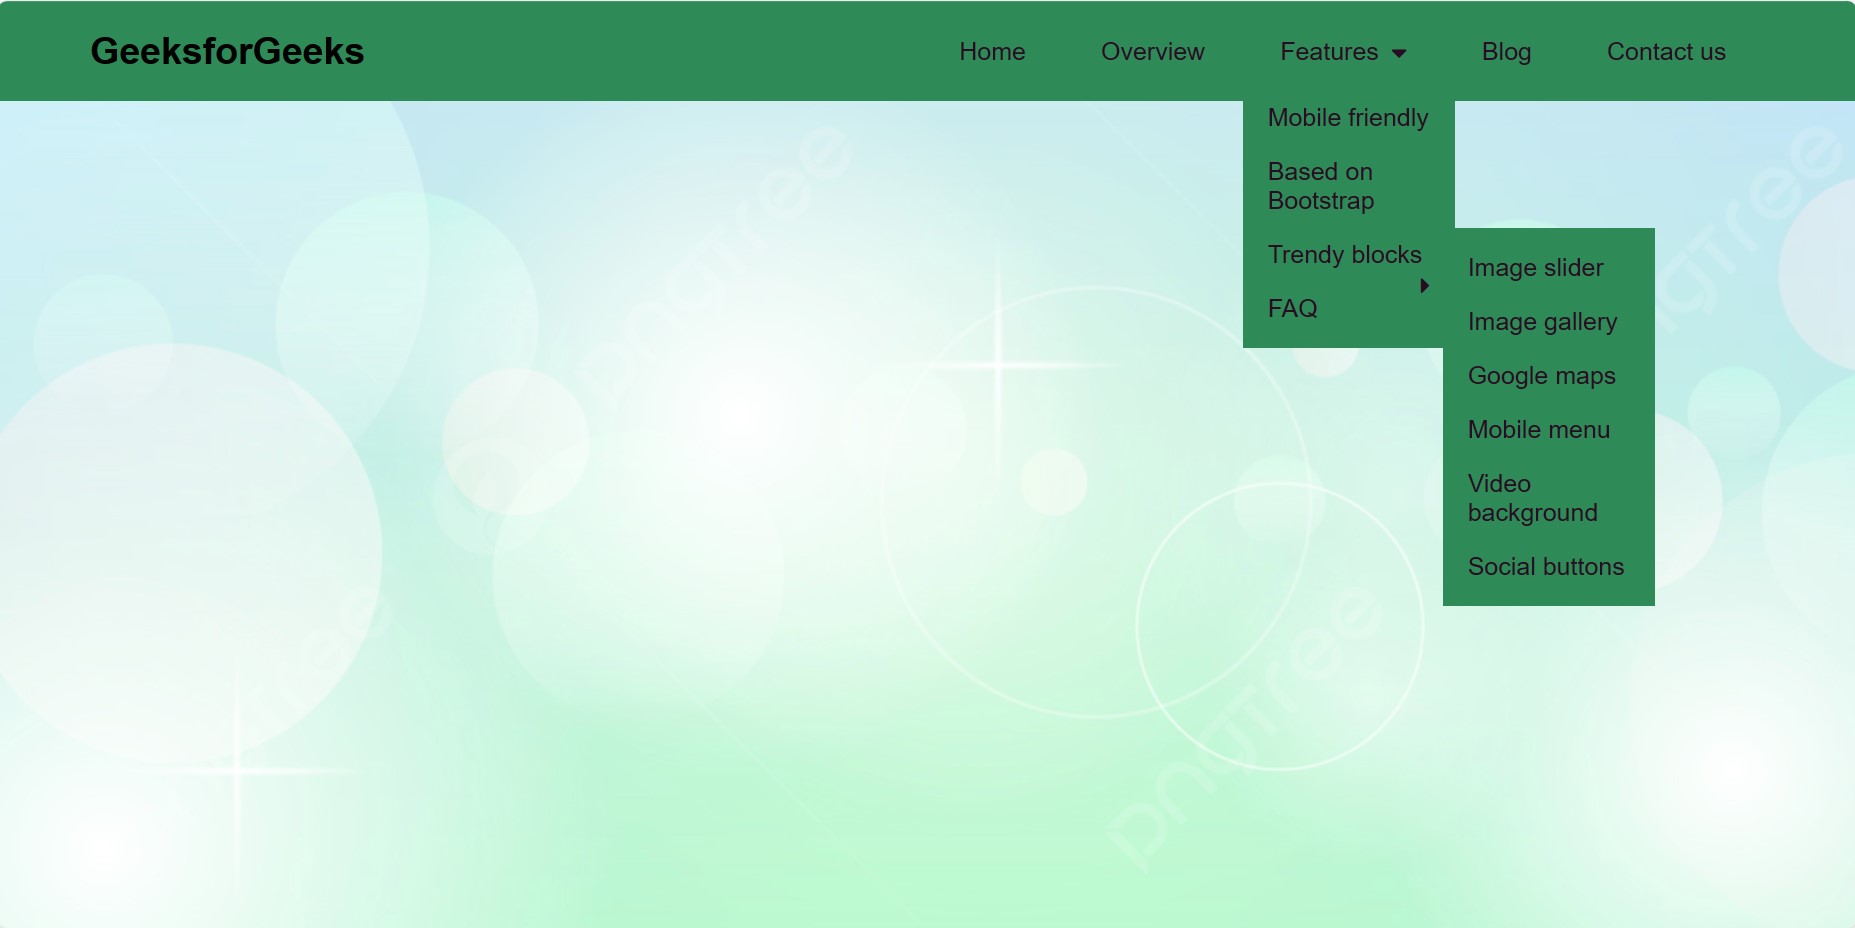 GeeksforGeeks
Home
Overview
Features
Blog
Contact us
Mobile friendly
Based on
Bootstrap
Trendy blocks
FAQ
Image slider
Image gallery
Google maps
Mobile menu
Video
background
Social buttons
pngtree
pngtree
pngtree